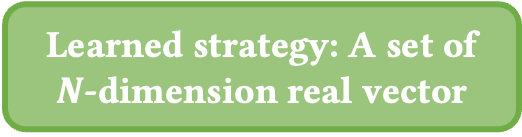 Learned strategy: A set of
N-dimension real vector